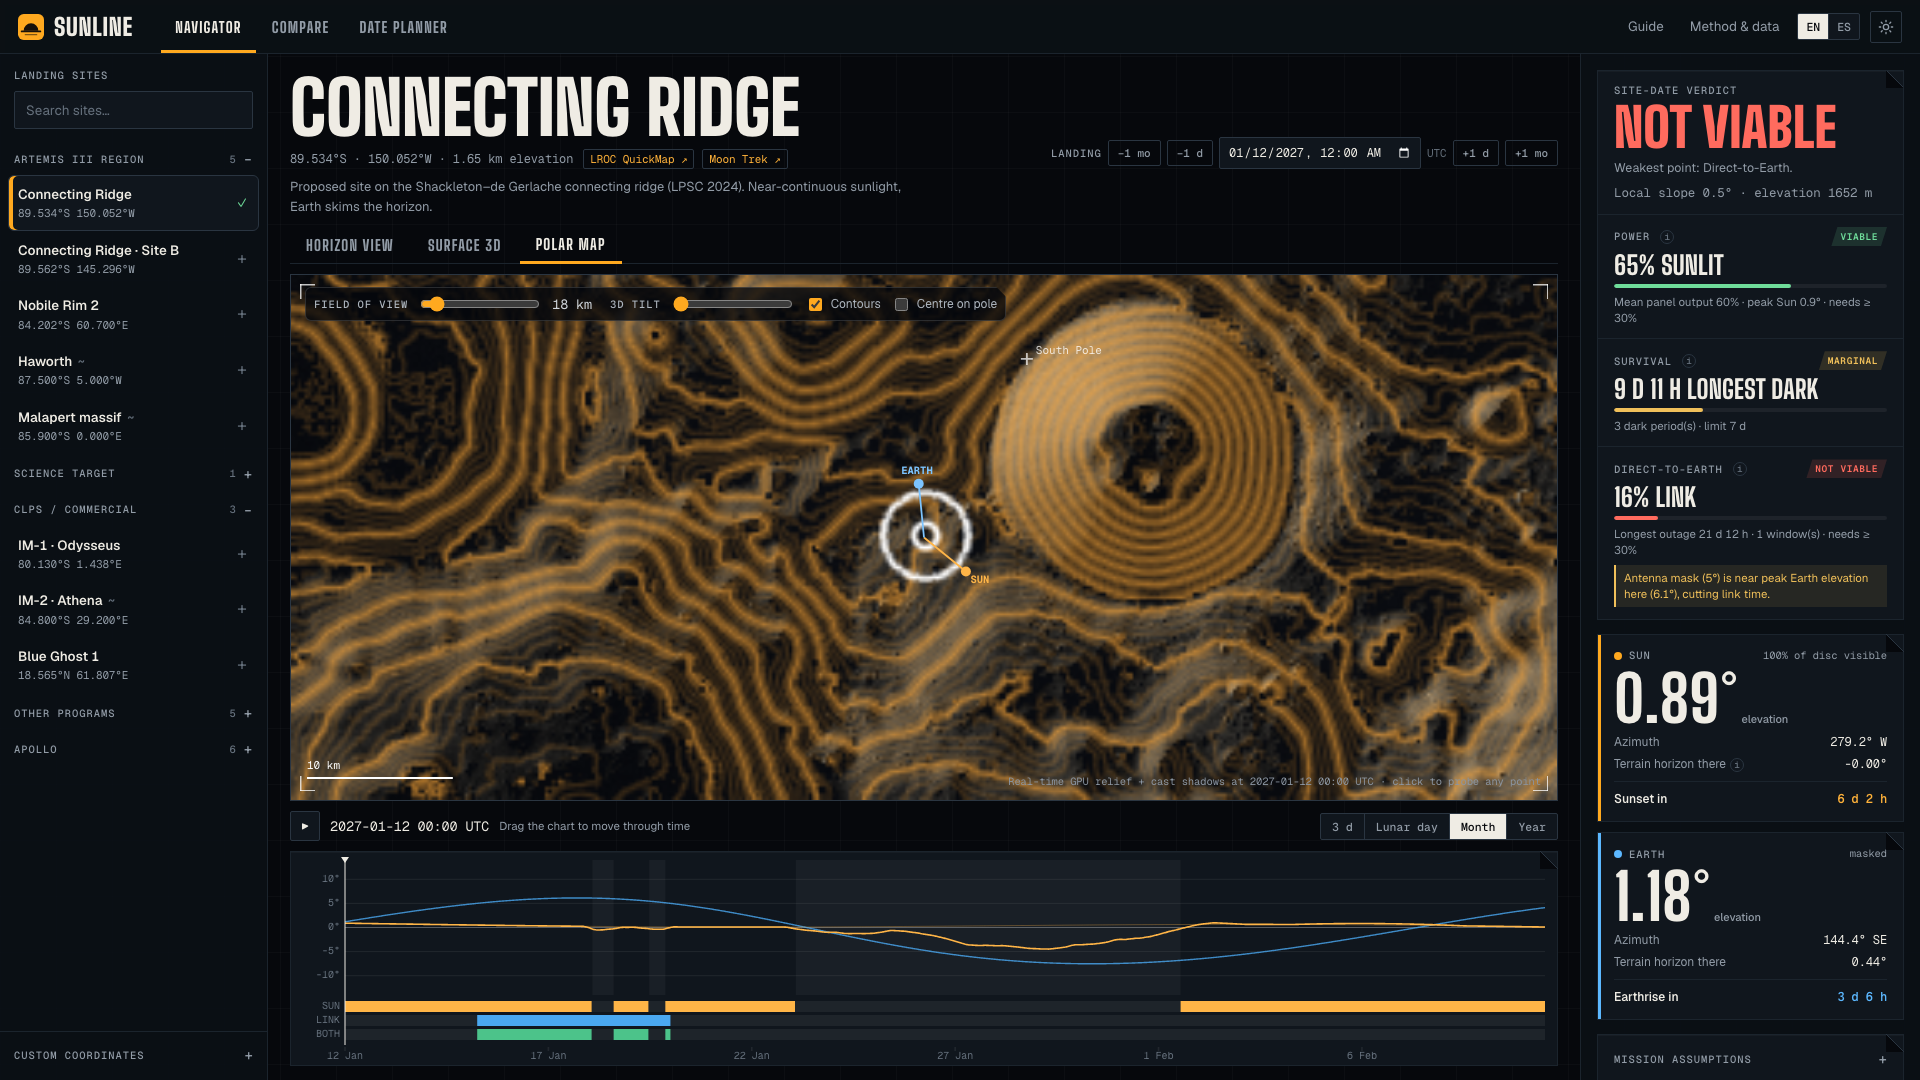 SUNLINE
NAVIGATOR
COMPARE
DATE PLANNER
Guide
Method & data
EN
ES
LANDING SITES
Search sites…
ARTEMIS III REGION 5 −
Connecting Ridge
89.534°S 150.052°W
✓
Connecting Ridge · Site B
89.562°S 145.296°W
+
Nobile Rim 2
84.202°S 60.700°E
+
Haworth ~
87.500°S 5.000°W
+
Malapert massif ~
85.900°S 0.000°E
+
SCIENCE TARGET 1 +
CLPS / COMMERCIAL 3 −
IM-1 · Odysseus
80.130°S 1.438°E
+
IM-2 · Athena ~
84.800°S 29.200°E
+
Blue Ghost 1
18.565°N 61.807°E
+
OTHER PROGRAMS 5 +
APOLLO 6 +
CUSTOM COORDINATES +
CONNECTING RIDGE
89.534°S · 150.052°W · 1.65 km elevation
LROC QuickMap ↗
Moon Trek ↗
Proposed site on the Shackleton–de Gerlache connecting ridge (LPSC 2024). Near-continuous sunlight,
Earth skims the horizon.
LANDING
−1 mo
−1 d
01/12/2027, 12:00 AM
UTC
+1 d
+1 mo
HORIZON VIEW
SURFACE 3D
POLAR MAP
FIELD OF VIEW
18 km
3D TILT
Contours
Centre on pole
South Pole
EARTH
SUN
10 km
Real-time GPU relief + cast shadows at 2027-01-12 00:00 UTC · click to probe any point
2027-01-12 00:00 UTC
Drag the chart to move through time
3 d
Lunar day
Month
Year
10°
5°
0°
−5°
−10°
SUN
LINK
BOTH
12 Jan
17 Jan
22 Jan
27 Jan
1 Feb
6 Feb
SITE-DATE VERDICT
NOT VIABLE
Weakest point: Direct-to-Earth.
Local slope 0.5° · elevation 1652 m
POWER i
VIABLE
65% SUNLIT
Mean panel output 60% · peak Sun 0.9° · needs ≥
30%
SURVIVAL i
MARGINAL
9 D 11 H LONGEST DARK
3 dark period(s) · limit 7 d
DIRECT-TO-EARTH i
NOT VIABLE
16% LINK
Longest outage 21 d 12 h · 1 window(s) · needs ≥
30%
Antenna mask (5°) is near peak Earth elevation
here (6.1°), cutting link time.
SUN
100% of disc visible
0.89° elevation
Azimuth 279.2° W
Terrain horizon there i −0.00°
Sunset in 6 d 2 h
EARTH
masked
1.18° elevation
Azimuth 144.4° SE
Terrain horizon there 0.44°
Earthrise in 3 d 6 h
MISSION ASSUMPTIONS +